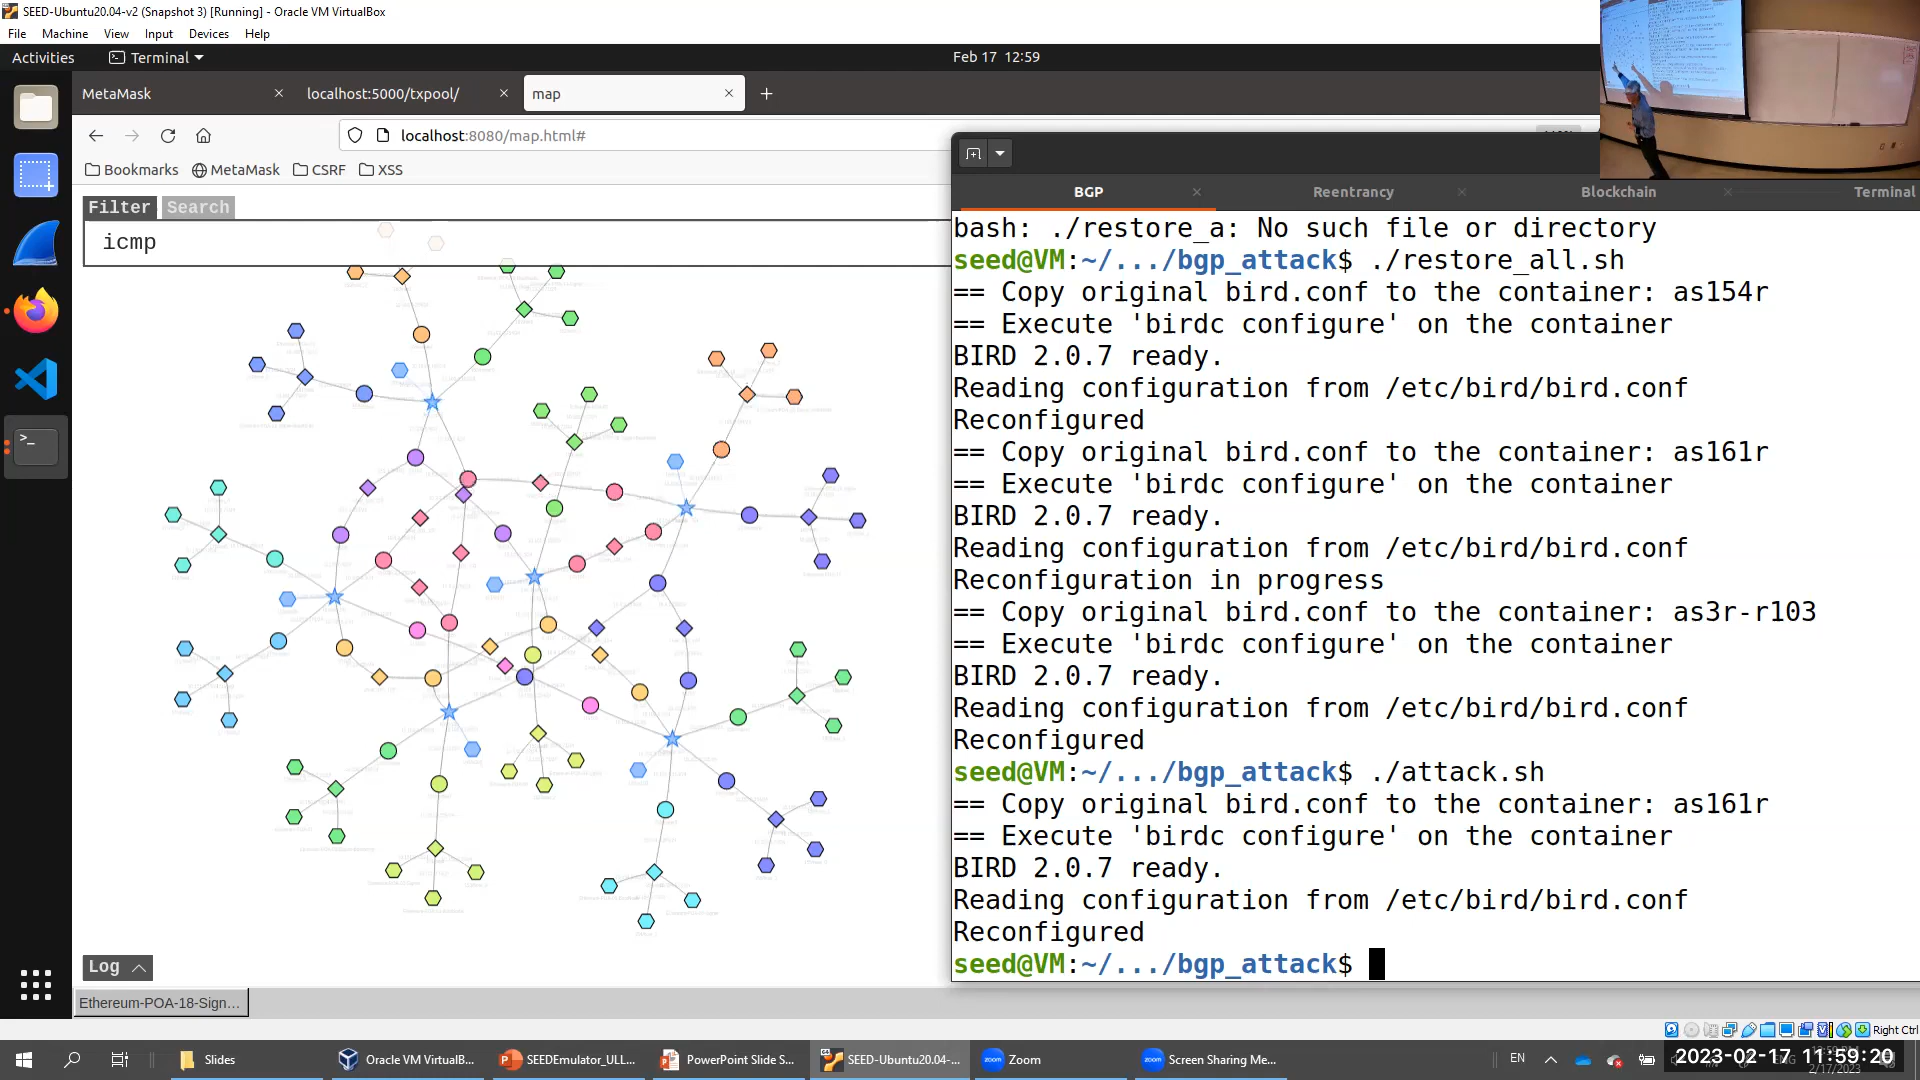 SEED-Ubuntu20.04-v2 (Snapshot 3) [Running] - Oracle VM VirtualBox
File Machine View Input Devices Help
Activities Terminal Feb 17 12:59
MetaMask localhost:5000/txpool/ map
localhost:8080/map.html#
Bookmarks MetaMask CSRF XSS
Filter Search
icmp
Log
Ethereum-POA-18-Sign...
BGP Reentrancy Blockchain Terminal
bash: ./restore_a: No such file or directory
seed@VM:~/.../bgp_attack$ ./restore_all.sh
== Copy original bird.conf to the container: as154r
== Execute 'birdc configure' on the container
BIRD 2.0.7 ready.
Reading configuration from /etc/bird/bird.conf
Reconfigured
== Copy original bird.conf to the container: as161r
== Execute 'birdc configure' on the container
BIRD 2.0.7 ready.
Reading configuration from /etc/bird/bird.conf
Reconfiguration in progress
== Copy original bird.conf to the container: as3r-r103
== Execute 'birdc configure' on the container
BIRD 2.0.7 ready.
Reading configuration from /etc/bird/bird.conf
Reconfigured
seed@VM:~/.../bgp_attack$ ./attack.sh
== Copy original bird.conf to the container: as161r
== Execute 'birdc configure' on the container
BIRD 2.0.7 ready.
Reading configuration from /etc/bird/bird.conf
Reconfigured
seed@VM:~/.../bgp_attack$
Right Ctrl
Slides Oracle VM VirtualB... SEEDEmulator_ULL... PowerPoint Slide S... SEED-Ubuntu20.04-... Zoom Screen Sharing Me... EN
2023-02-17 11:59:20
2/17/2023